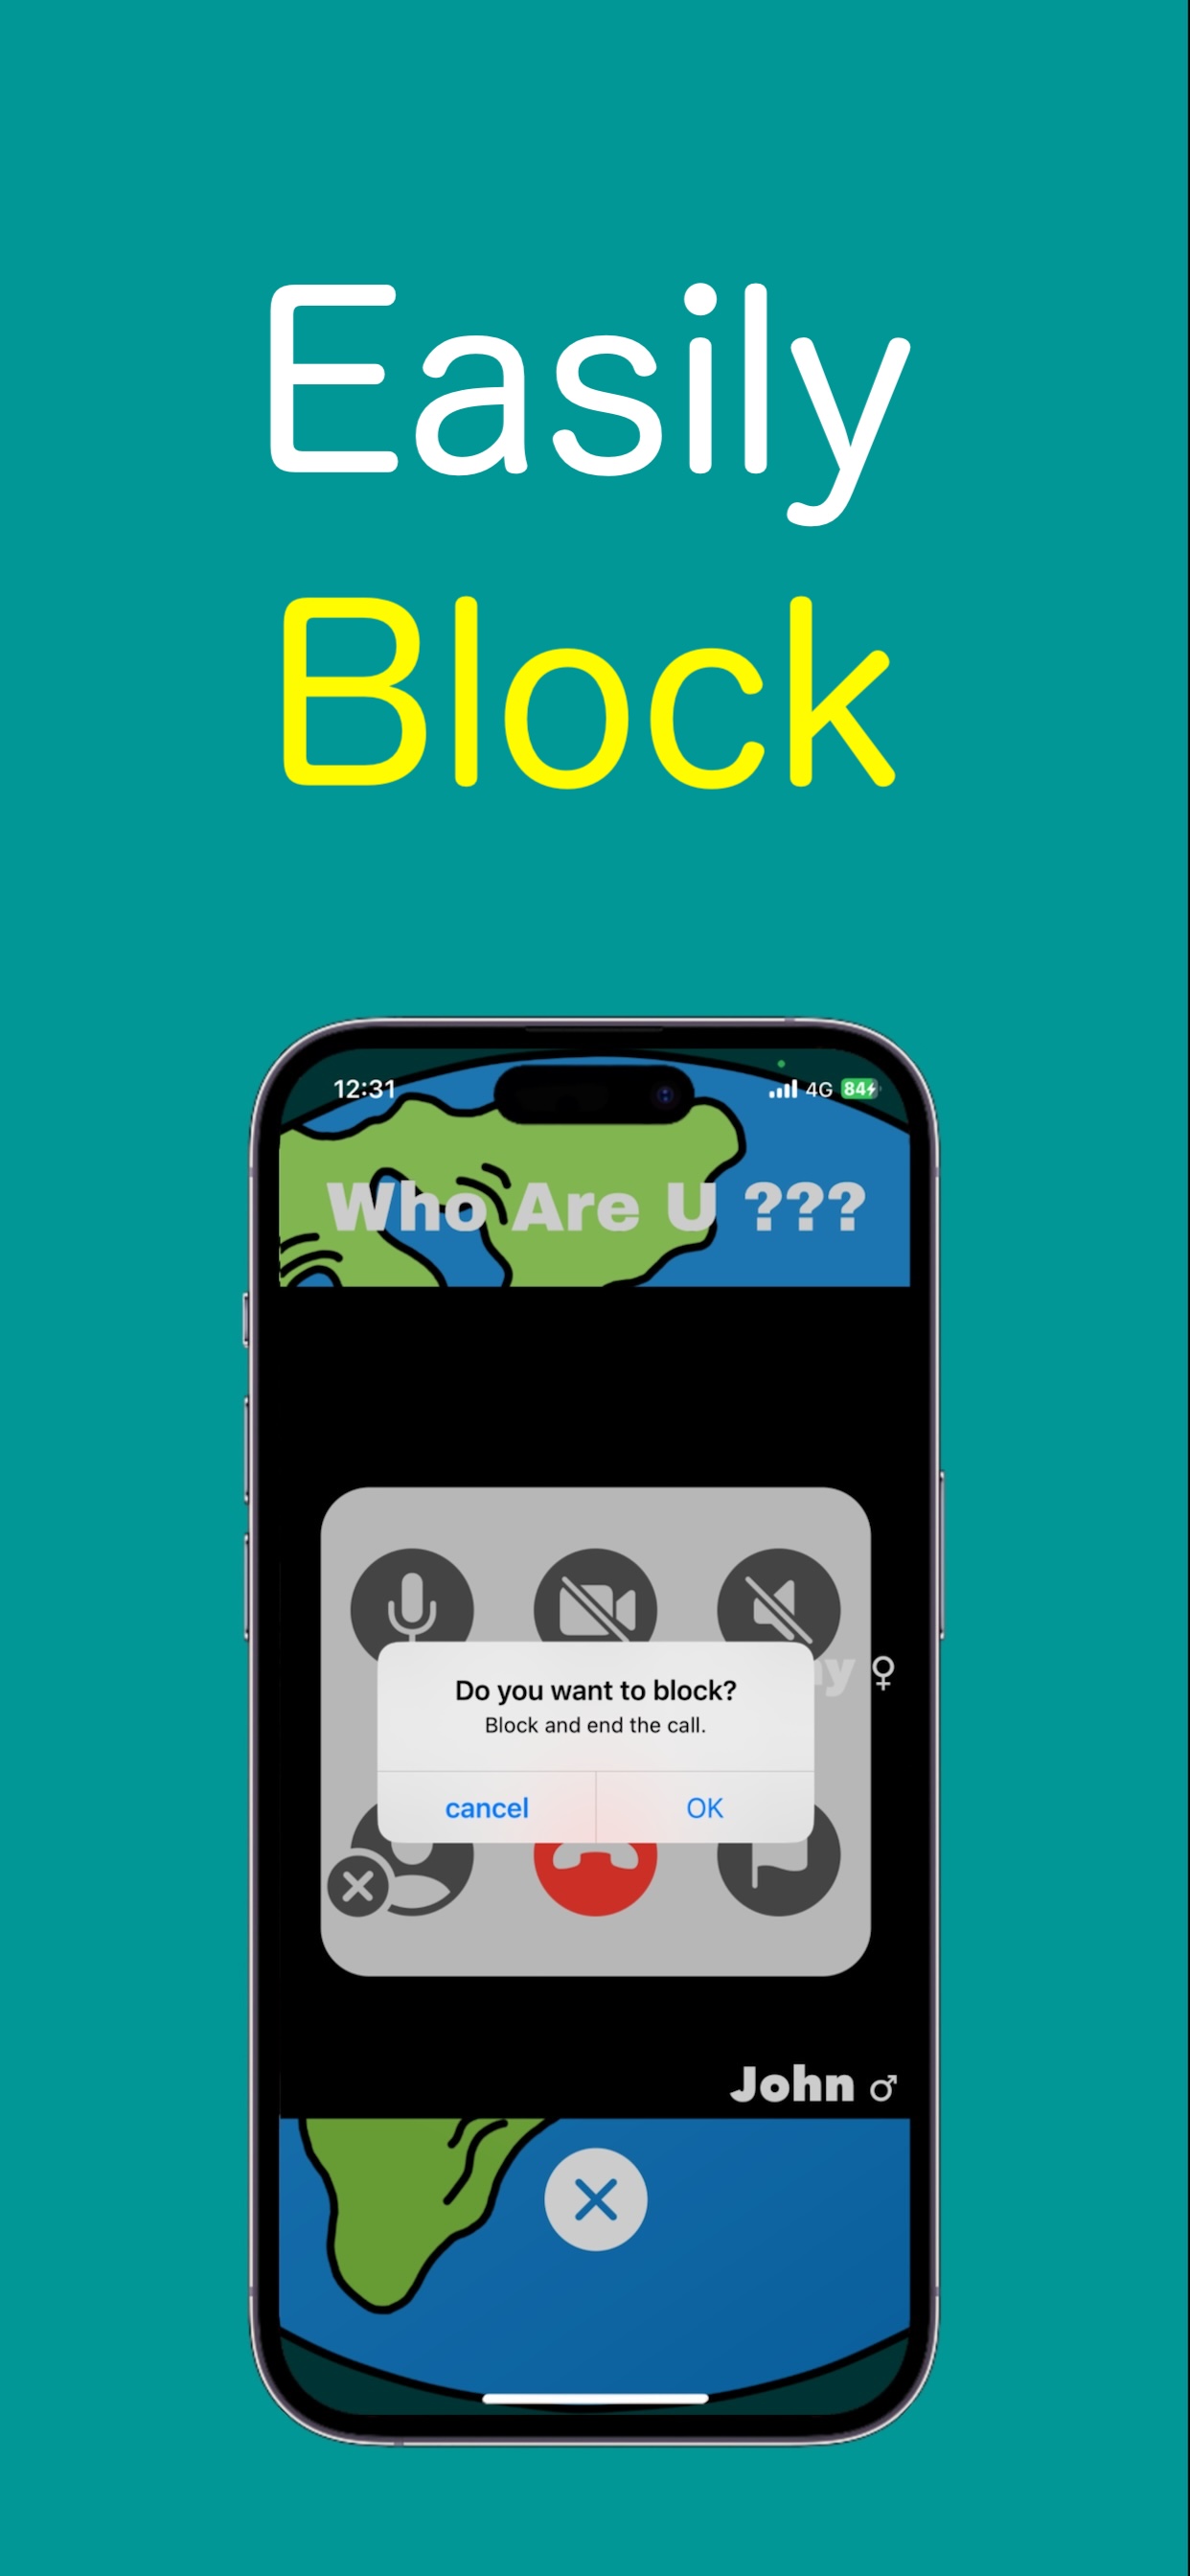 Easily
Block
12:31 4G 84
Who Are U ???
Do you want to block?
Block and end the call.
cancel OK
John ♂